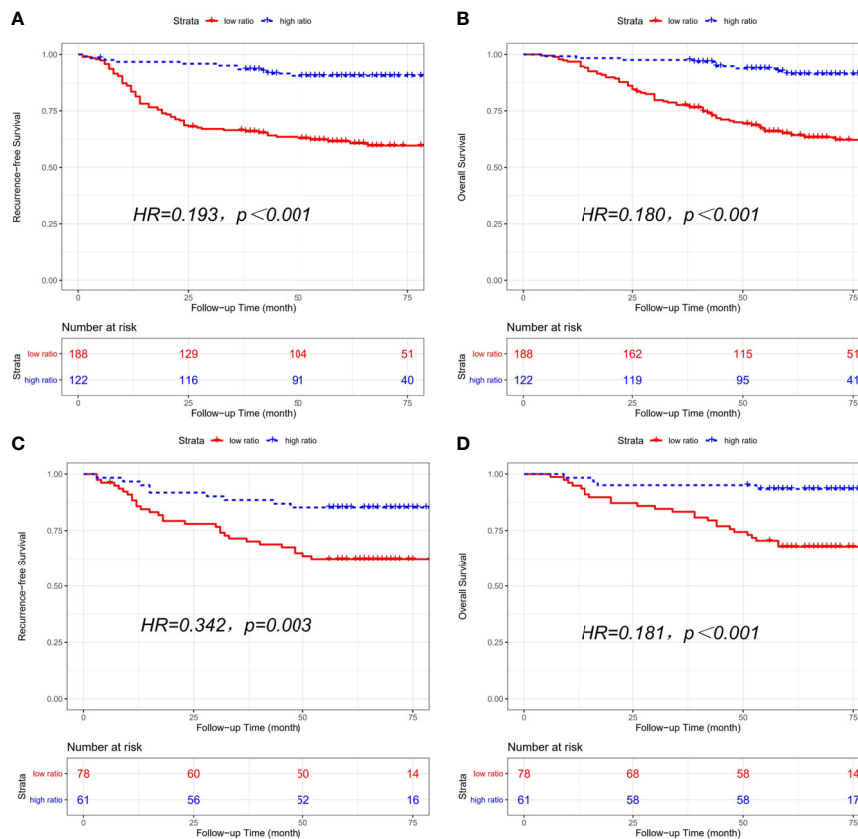 A
Strata low ratio high ratio
1.00
0.75
0.50
0.25
0.00
Recurrence-free Survival
HR=0.193, p<0.001
0 25 50 75
Follow-up Time (month)
Number at risk
Strata
low ratio 188 129 104 51
high ratio 122 116 91 40
0 25 50 75
Follow-up Time (month)
B
Strata low ratio high ratio
1.00
0.75
0.50
0.25
0.00
Overall Survival
HR=0.180, p<0.001
0 25 50 75
Follow-up Time (month)
Number at risk
Strata
low ratio 188 162 115 51
high ratio 122 119 95 41
0 25 50 75
Follow-up Time (month)
C
Strata low ratio high ratio
1.00
0.75
0.50
0.25
0.00
Recurrence-free Survival
HR=0.342, p=0.003
0 25 50 75
Follow-up Time (month)
Number at risk
Strata
low ratio 78 60 50 14
high ratio 61 56 52 16
0 25 50 75
Follow-up Time (month)
D
Strata low ratio high ratio
1.00
0.75
0.50
0.25
0.00
Overall Survival
HR=0.181, p<0.001
0 25 50 75
Follow-up Time (month)
Number at risk
Strata
low ratio 78 68 58 14
high ratio 61 58 58 17
0 25 50 75
Follow-up Time (month)